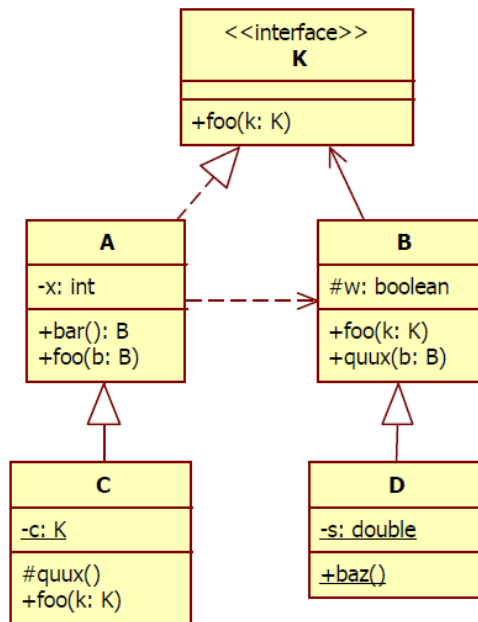 <<interface>>
K
+foo(k: K)
A
-x: int
+bar(): B
+foo(b: B)
B
#w: boolean
+foo(k: K)
+quux(b: B)
C
-c: K
#quux()
+foo(k: K)
D
-s: double
+baz()